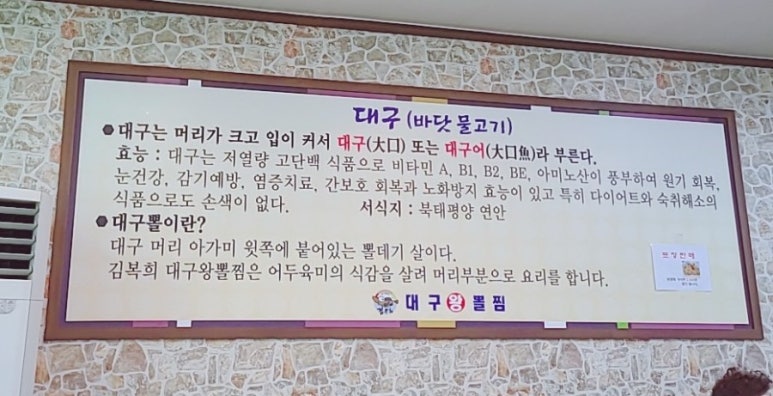 대구 (바닷 물고기)
대구는 머리가 크고 입이 커서 대구(大口) 또는 대구어(大口魚)라 부른다.
효능 : 대구는 저열량 고단백 식품으로 비타민 A, B1, B2, BE, 아미노산이 풍부하여 원기 회복,
눈건강, 감기예방, 염증치료, 간보호 회복과 노화방지 효능이 있고 특히 다이어트와 숙취해소의
식품으로도 손색이 없다. 서식지 : 북태평양 연안
대구뽈이란?
대구 머리 아가미 윗쪽에 붙어있는 뽈데기 살이다.
김복희 대구왕뽈찜은 어두육미의 식감을 살려 머리부분으로 요리를 합니다.
포장판매
대구왕뽈찜